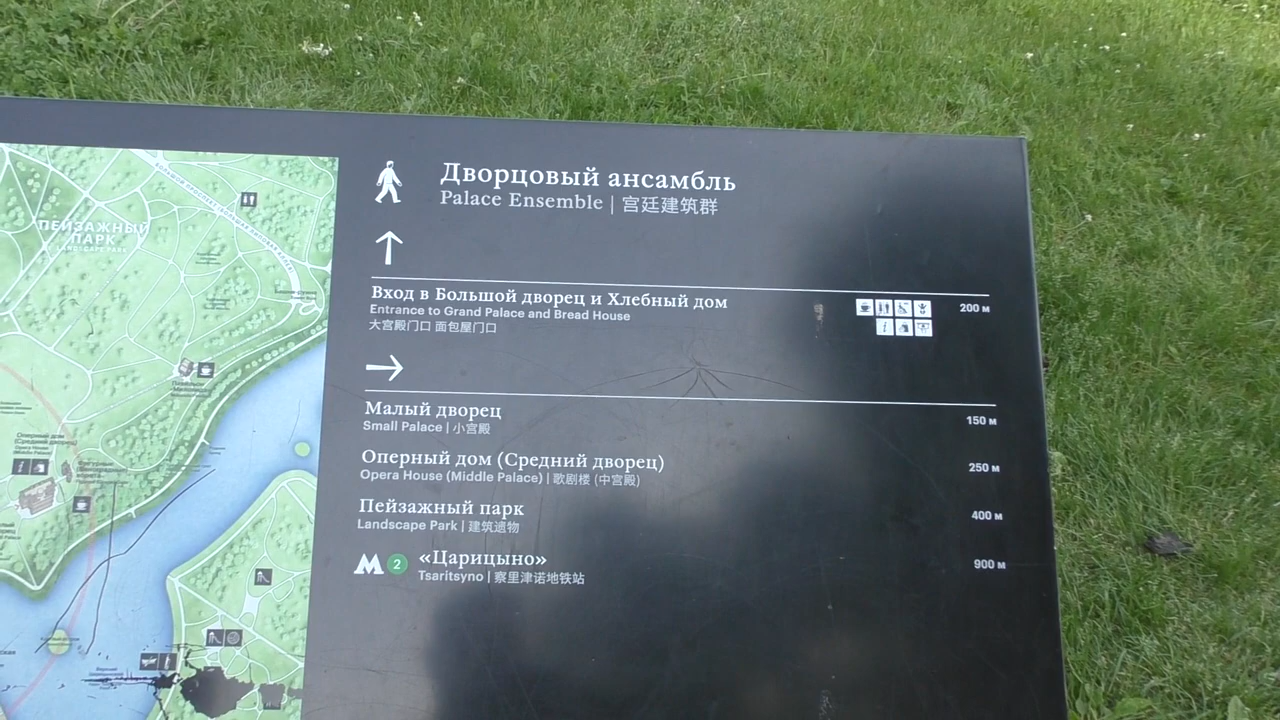 Дворцовый ансамбль
Palace Ensemble | 宫廷建筑群
Вход в Большой дворец и Хлебный дом
200 м
Entrance to Grand Palace and Bread House
大宫殿门口 面包屋门口
Малый дворец
150 м
Small Palace | 小宫殿
Оперный дом (Средний дворец)
250 м
Opera House (Middle Palace) | 歌剧楼 (中宫殿)
Пейзажный парк
400 м
Landscape Park | 建筑遗物
М 2 «Царицыно»
900 м
Tsaritsyno | 察里津诺地铁站
ПЕЙЗАЖНЫЙ
ПАРК
LANDSCAPE PARK
Оперный дом
(Средний дворец)